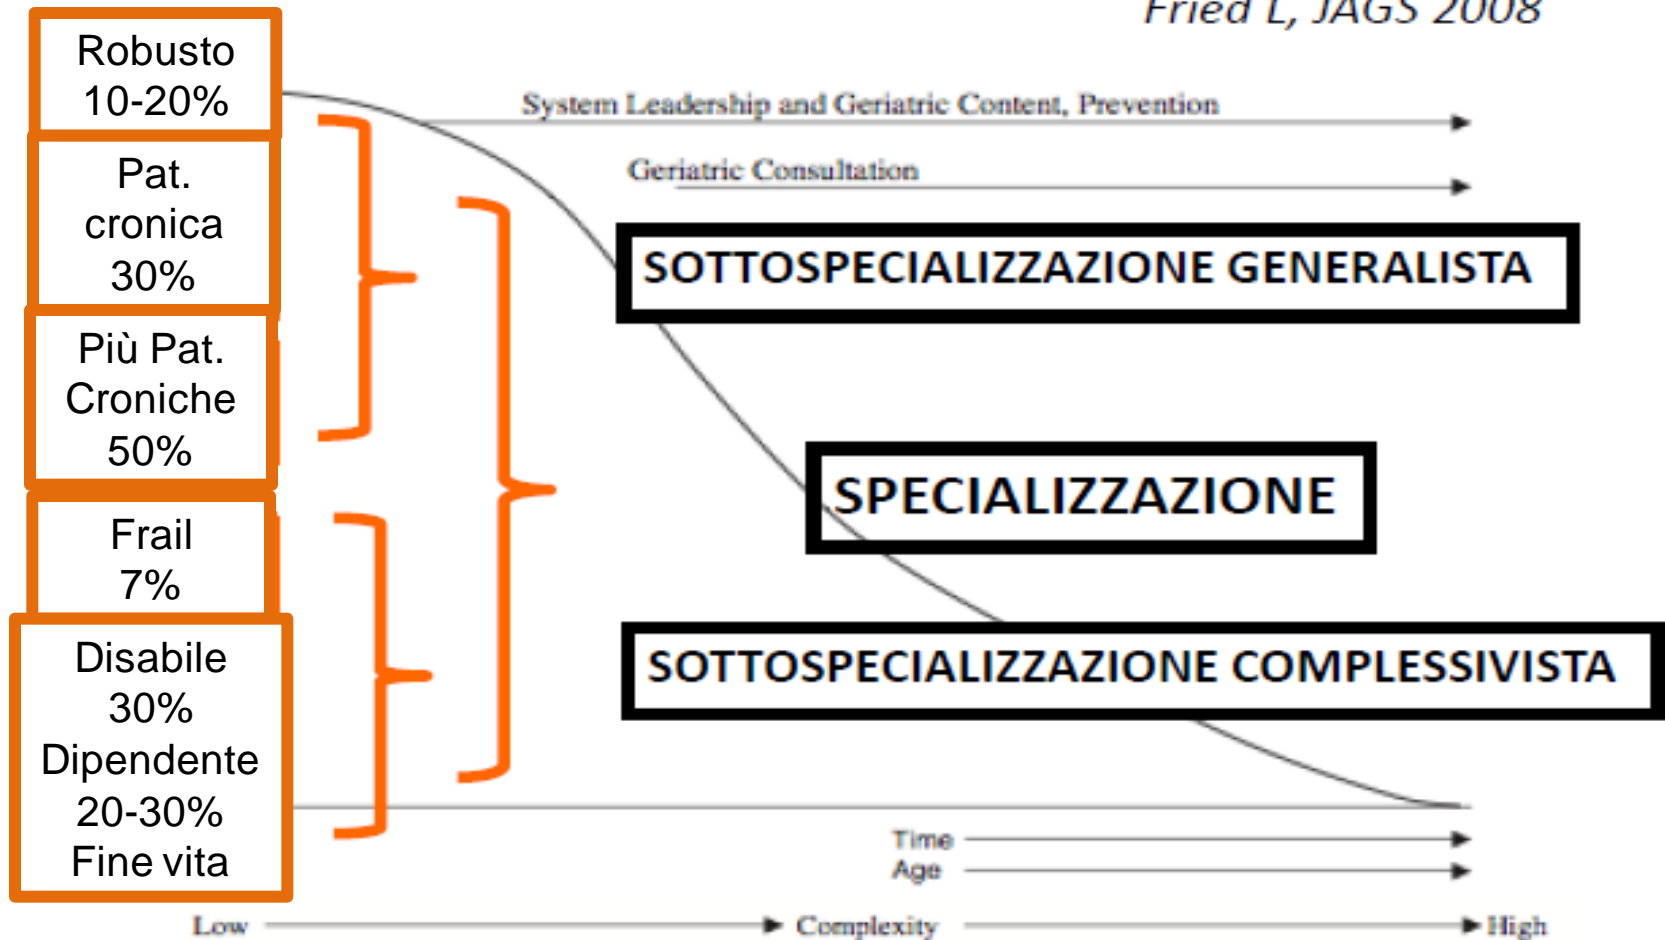 Fried L, JAGS 2008
Robusto
10-20%
Pat.
cronica
30%
Più Pat.
Croniche
50%
Frail
7%
Disabile
30%
Dipendente
20-30%
Fine vita
System Leadership and Geriatric Content, Prevention
Geriatric Consultation
SOTTOSPECIALIZZAZIONE GENERALISTA
SPECIALIZZAZIONE
SOTTOSPECIALIZZAZIONE COMPLESSIVISTA
Time
Age
Low Complexity High